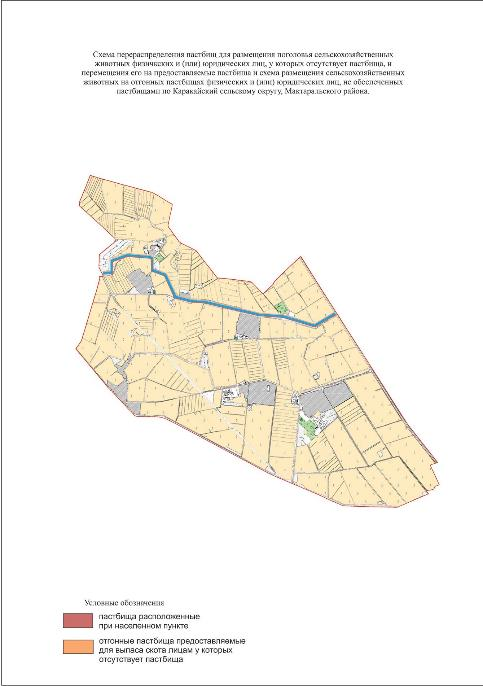 Схема перераспределения пастбищ для размещения поголовья сельскохозяйственных
животных физических и (или) юридических лиц, у которых отсутствует пастбища, и
перемещения его на предоставляемые пастбища и схема размещения сельскохозяйственных
животных на отгонных пастбищах физических и (или) юридических лиц, не обеспеченных
пастбищами по Каракайский сельскому округу, Мактаральского района.
Условные обозначения
пастбища расположенные
при населенном пункте
отгонные пастбища предоставляемые
для выпаса скота лицам у которых
отсутствует пастбища